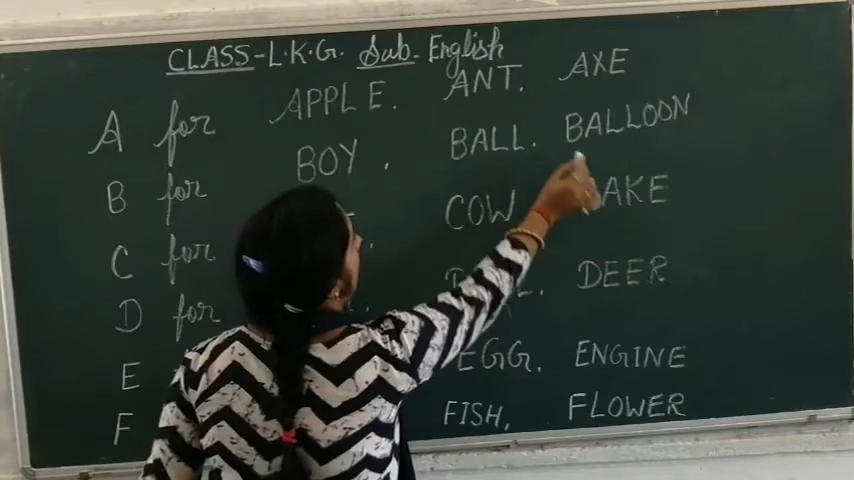 CLASS-L.K.G. Sub. English
A for APPLE. ANT. AXE
B for BOY. BALL. BALLOON
C for COW AKE
D for DEER
E EGG. ENGINE
F FISH, FLOWER